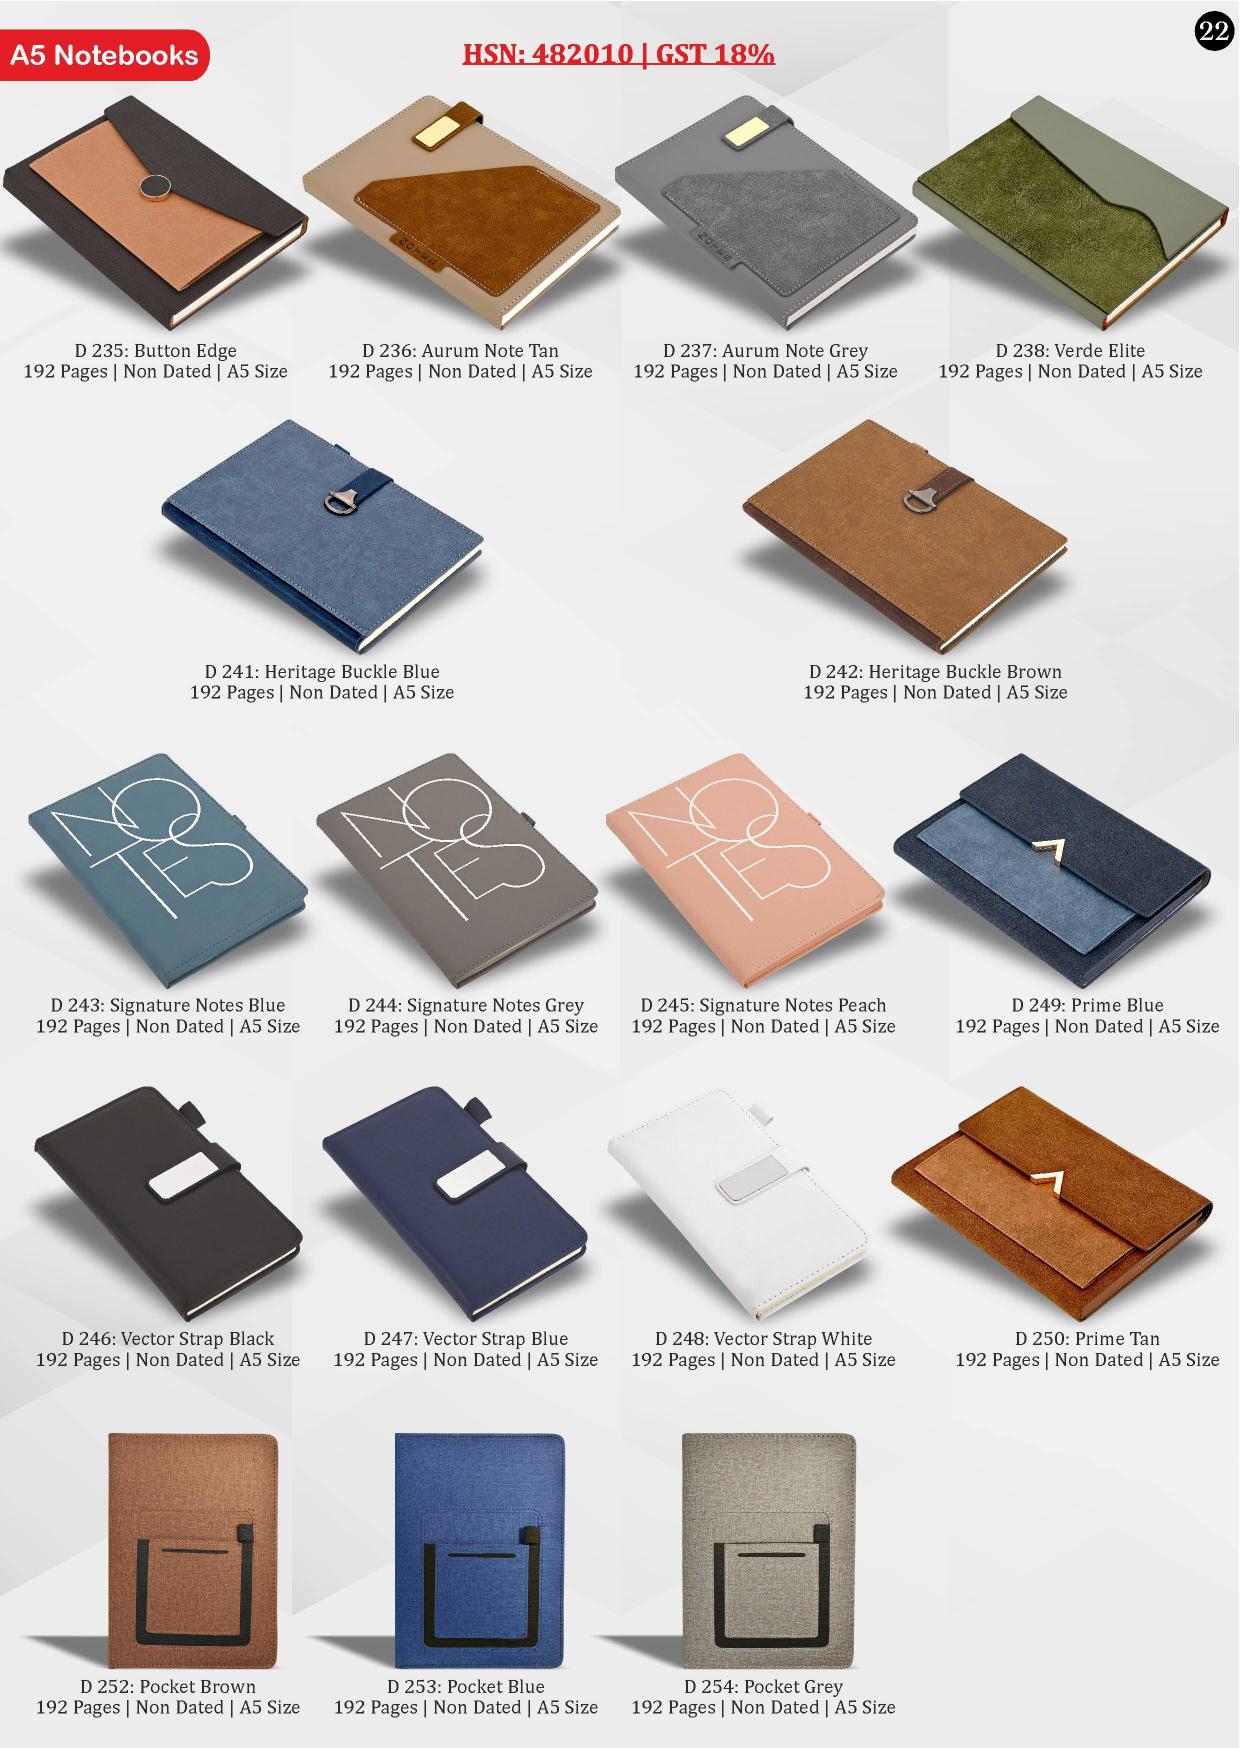 22
A5 Notebooks
HSN: 482010 | GST 18%
NOTES
NOTES
D 235: Button Edge
192 Pages | Non Dated | A5 Size
D 236: Aurum Note Tan
192 Pages | Non Dated | A5 Size
D 237: Aurum Note Grey
192 Pages | Non Dated | A5 Size
D 238: Verde Elite
192 Pages | Non Dated | A5 Size
D 241: Heritage Buckle Blue
192 Pages | Non Dated | A5 Size
D 242: Heritage Buckle Brown
192 Pages | Non Dated | A5 Size
NO
TES
NO
TES
NO
TES
D 243: Signature Notes Blue
192 Pages | Non Dated | A5 Size
D 244: Signature Notes Grey
192 Pages | Non Dated | A5 Size
D 245: Signature Notes Peach
192 Pages | Non Dated | A5 Size
D 249: Prime Blue
192 Pages | Non Dated | A5 Size
D 246: Vector Strap Black
192 Pages | Non Dated | A5 Size
D 247: Vector Strap Blue
192 Pages | Non Dated | A5 Size
D 248: Vector Strap White
192 Pages | Non Dated | A5 Size
D 250: Prime Tan
192 Pages | Non Dated | A5 Size
D 252: Pocket Brown
192 Pages | Non Dated | A5 Size
D 253: Pocket Blue
192 Pages | Non Dated | A5 Size
D 254: Pocket Grey
192 Pages | Non Dated | A5 Size